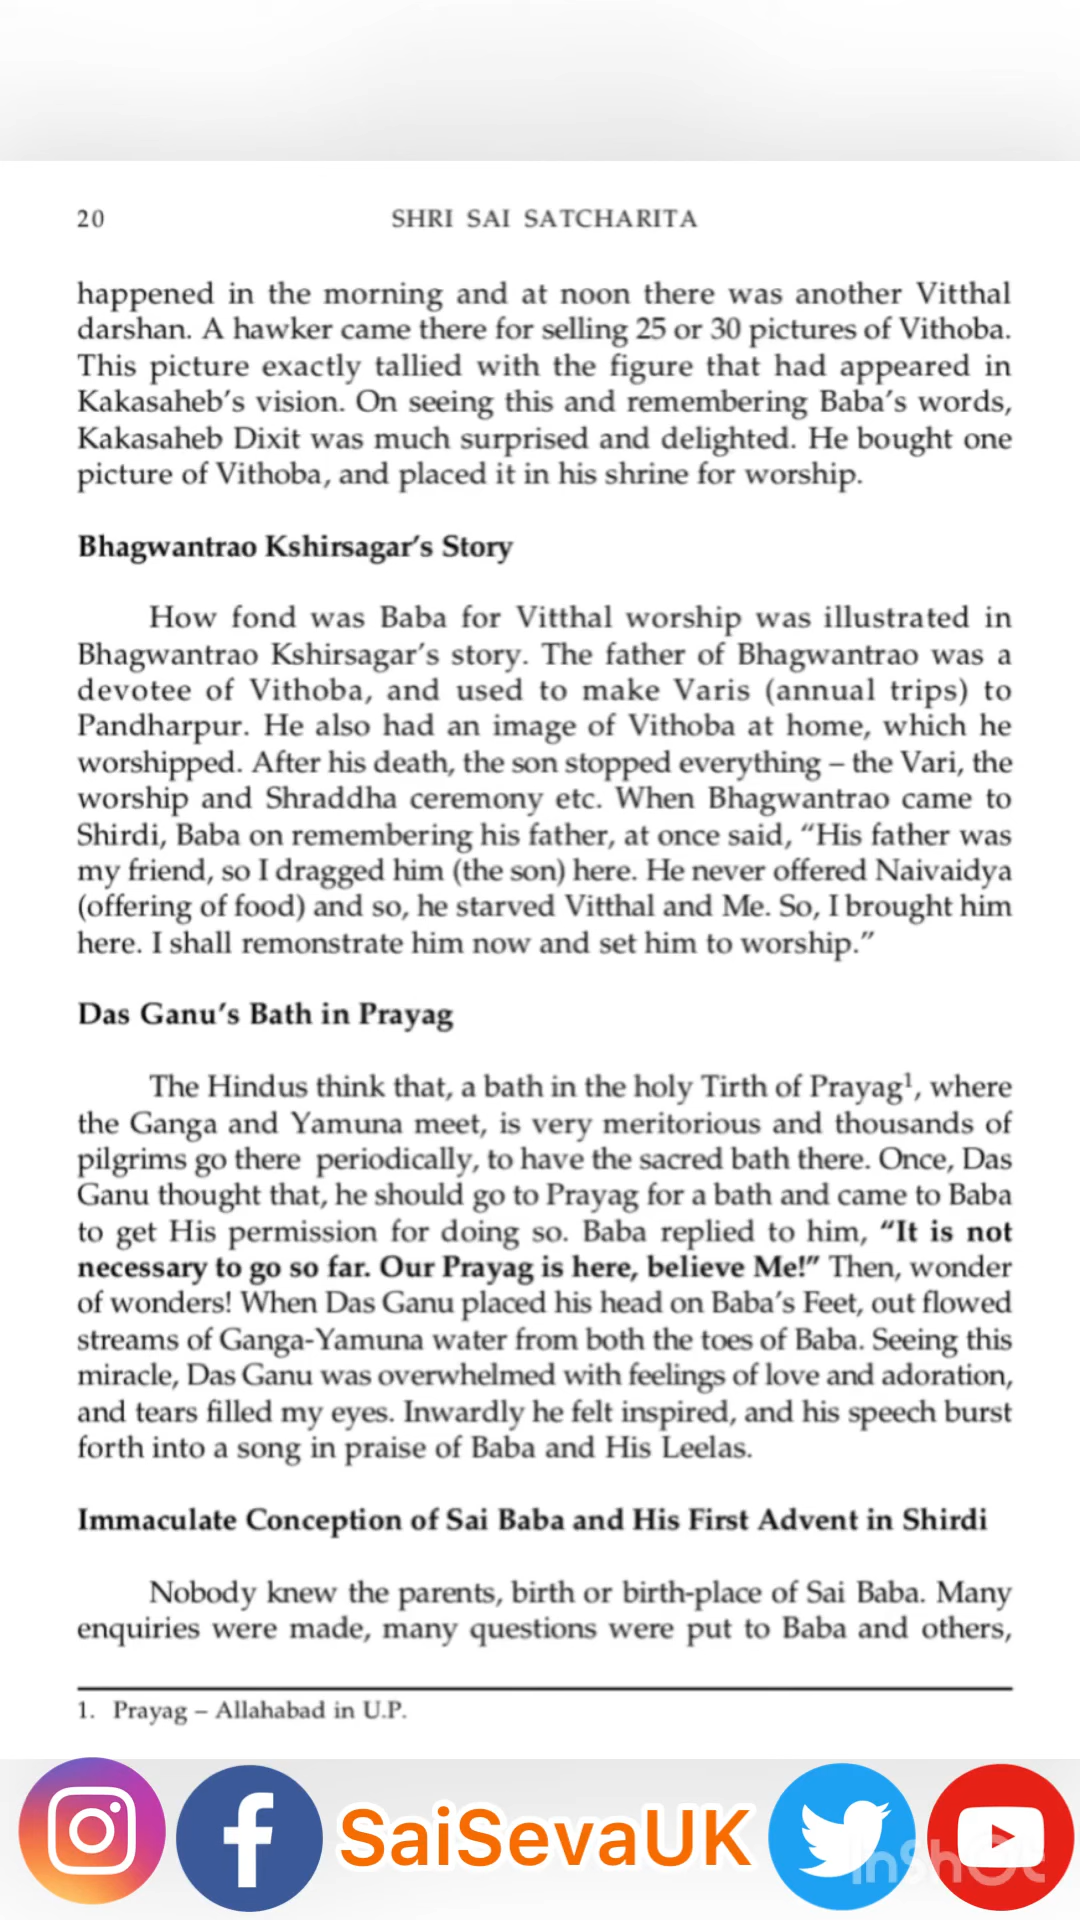 20 SHRI SAI SATCHARITA
happened in the morning and at noon there was another Vitthal
darshan. A hawker came there for selling 25 or 30 pictures of Vithoba.
This picture exactly tallied with the figure that had appeared in
Kakasaheb's vision. On seeing this and remembering Baba's words,
Kakasaheb Dixit was much surprised and delighted. He bought one
picture of Vithoba, and placed it in his shrine for worship.
Bhagwantrao Kshirsagar's Story
How fond was Baba for Vitthal worship was illustrated in
Bhagwantrao Kshirsagar's story. The father of Bhagwantrao was a
devotee of Vithoba, and used to make Varis (annual trips) to
Pandharpur. He also had an image of Vithoba at home, which he
worshipped. After his death, the son stopped everything – the Vari, the
worship and Shraddha ceremony etc. When Bhagwantrao came to
Shirdi, Baba on remembering his father, at once said, “His father was
my friend, so I dragged him (the son) here. He never offered Naivaidya
(offering of food) and so, he starved Vitthal and Me. So, I brought him
here. I shall remonstrate him now and set him to worship.”
Das Ganu's Bath in Prayag
The Hindus think that, a bath in the holy Tirth of Prayag¹, where
the Ganga and Yamuna meet, is very meritorious and thousands of
pilgrims go there periodically, to have the sacred bath there. Once, Das
Ganu thought that, he should go to Prayag for a bath and came to Baba
to get His permission for doing so. Baba replied to him, “It is not
necessary to go so far. Our Prayag is here, believe Me!” Then, wonder
of wonders! When Das Ganu placed his head on Baba's Feet, out flowed
streams of Ganga-Yamuna water from both the toes of Baba. Seeing this
miracle, Das Ganu was overwhelmed with feelings of love and adoration,
and tears filled my eyes. Inwardly he felt inspired, and his speech burst
forth into a song in praise of Baba and His Leelas.
Immaculate Conception of Sai Baba and His First Advent in Shirdi
Nobody knew the parents, birth or birth-place of Sai Baba. Many
enquiries were made, many questions were put to Baba and others,
1. Prayag – Allahabad in U.P.
SaiSevaUK
InShOt